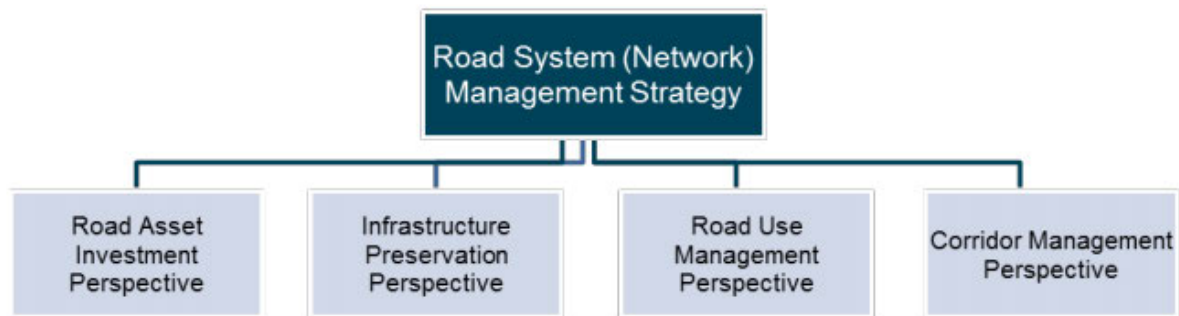 Road System (Network)
Management Strategy
Road Asset
Investment
Perspective
Infrastructure
Preservation
Perspective
Road Use
Management
Perspective
Corridor Management
Perspective